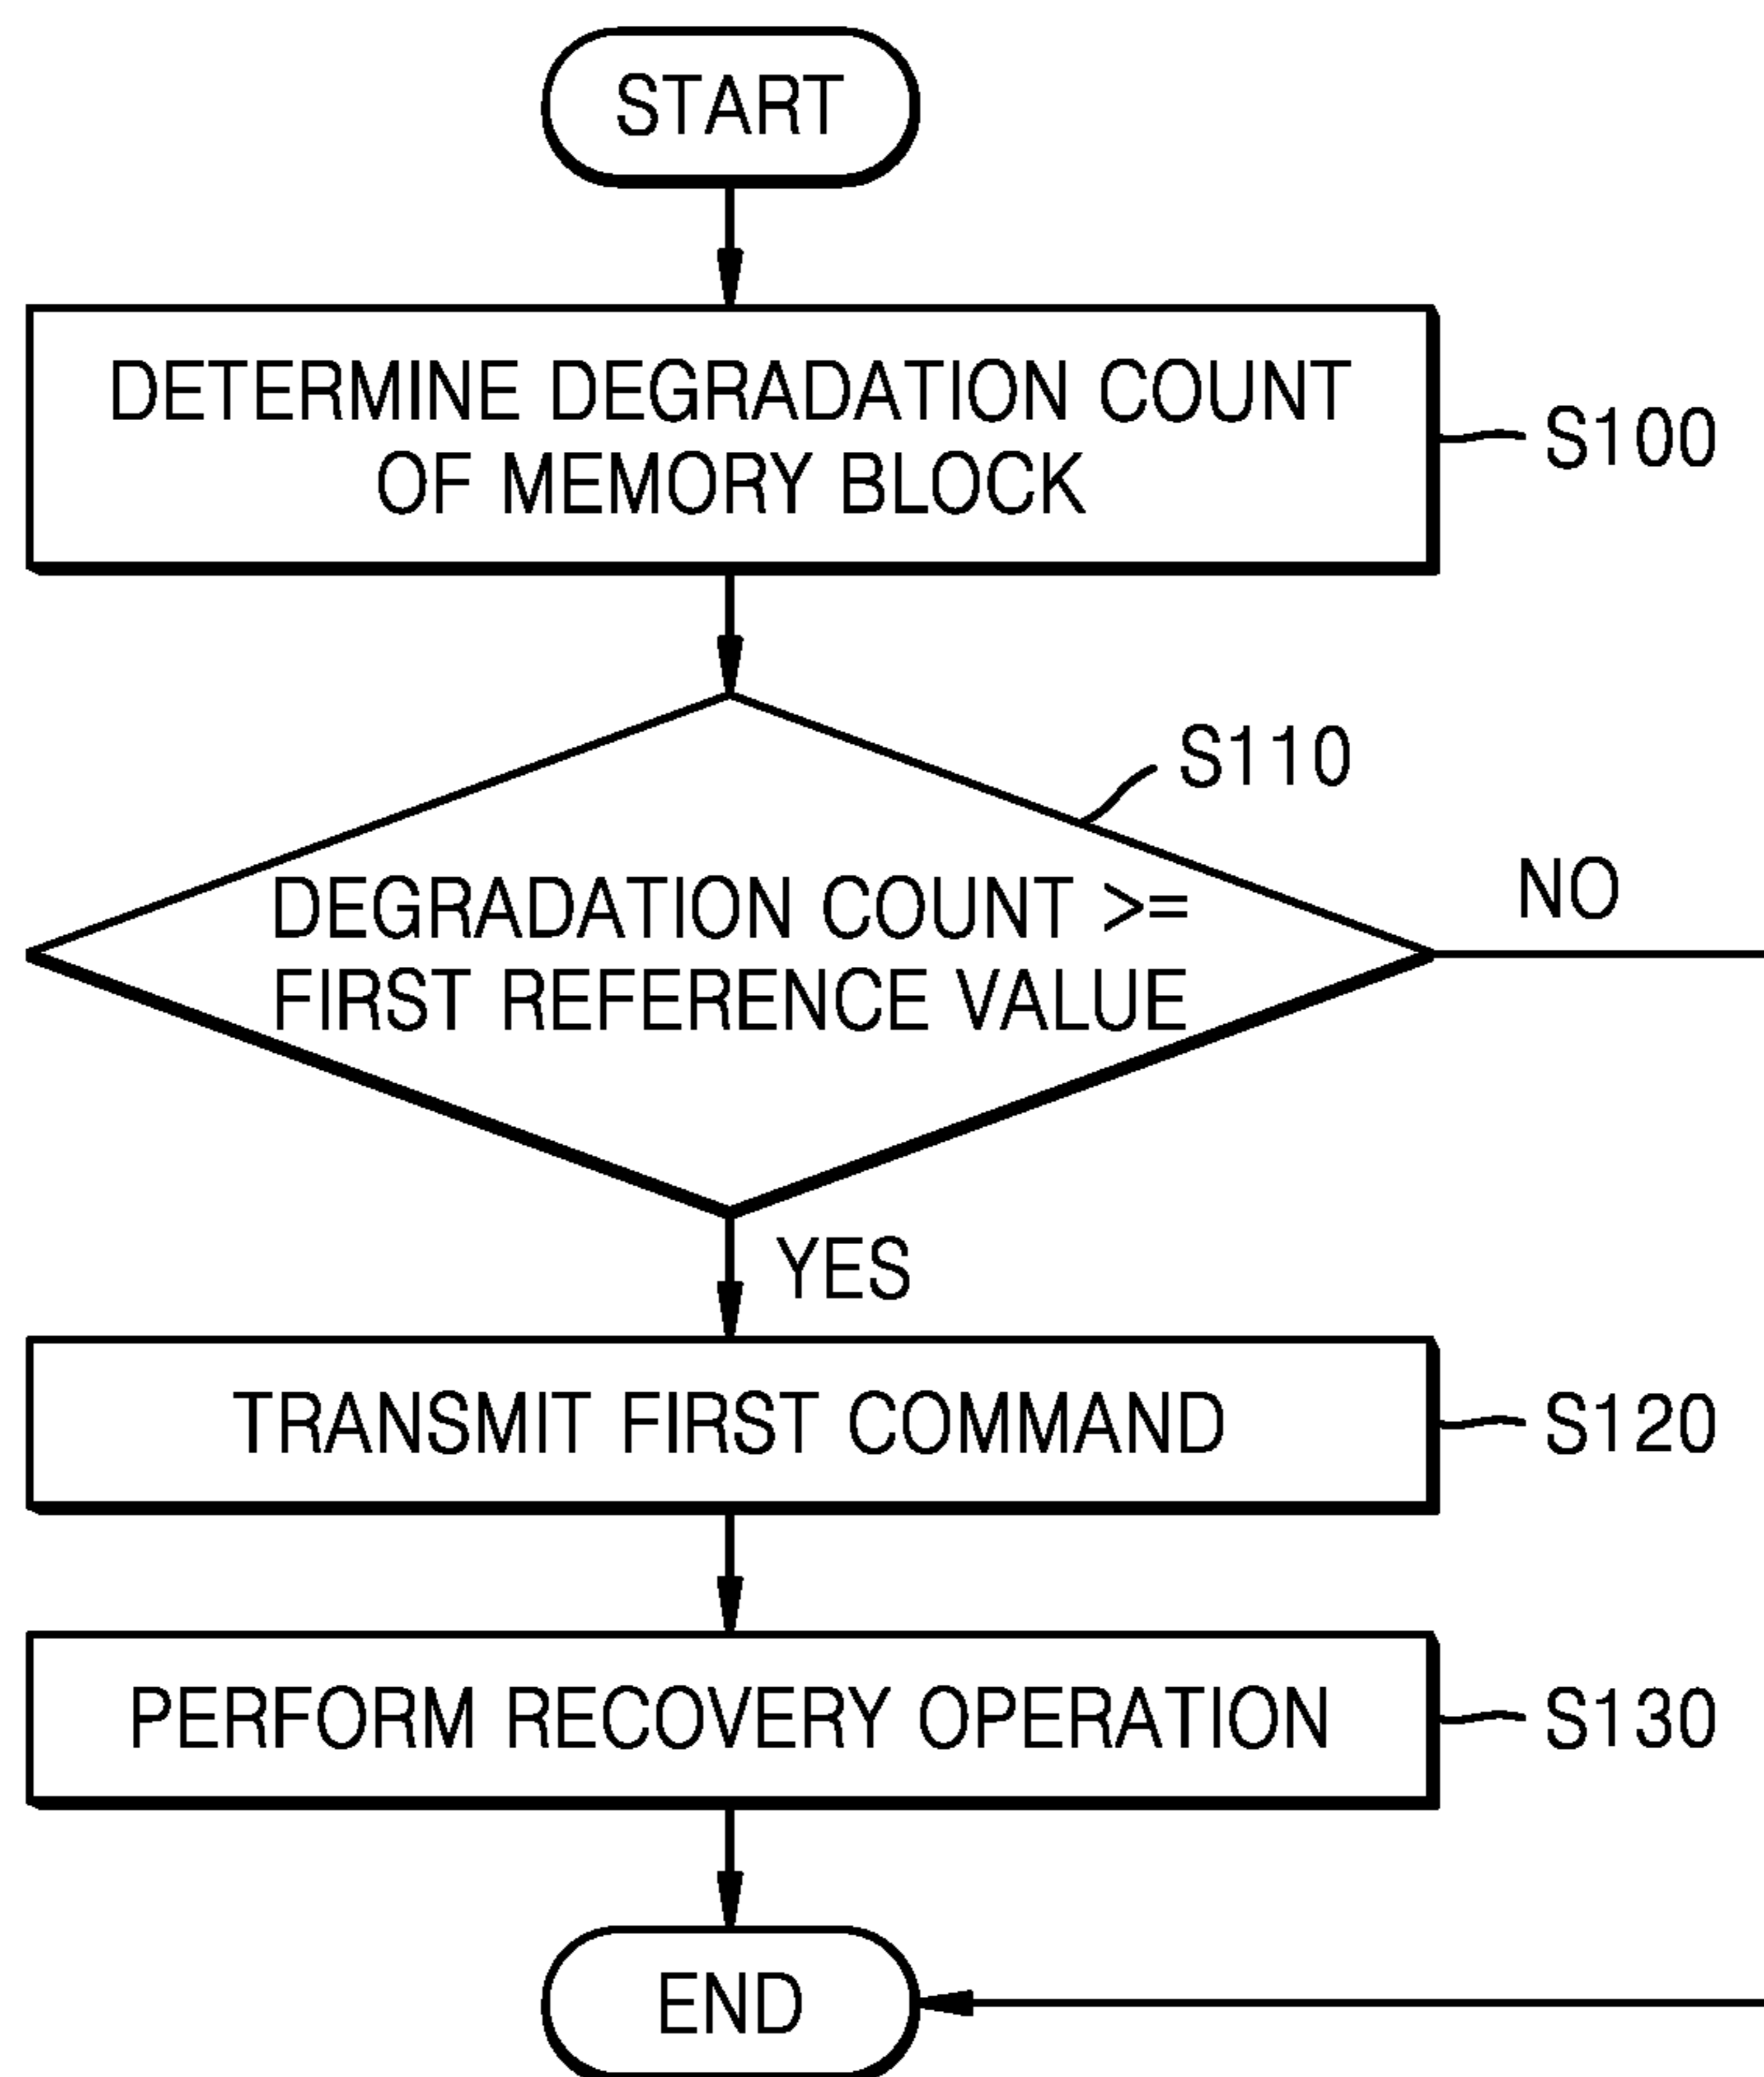 START
DETERMINE DEGRADATION COUNT
OF MEMORY BLOCK
S100
S110
DEGRADATION COUNT >=
FIRST REFERENCE VALUE
NO
YES
TRANSMIT FIRST COMMAND
S120
PERFORM RECOVERY OPERATION
S130
END